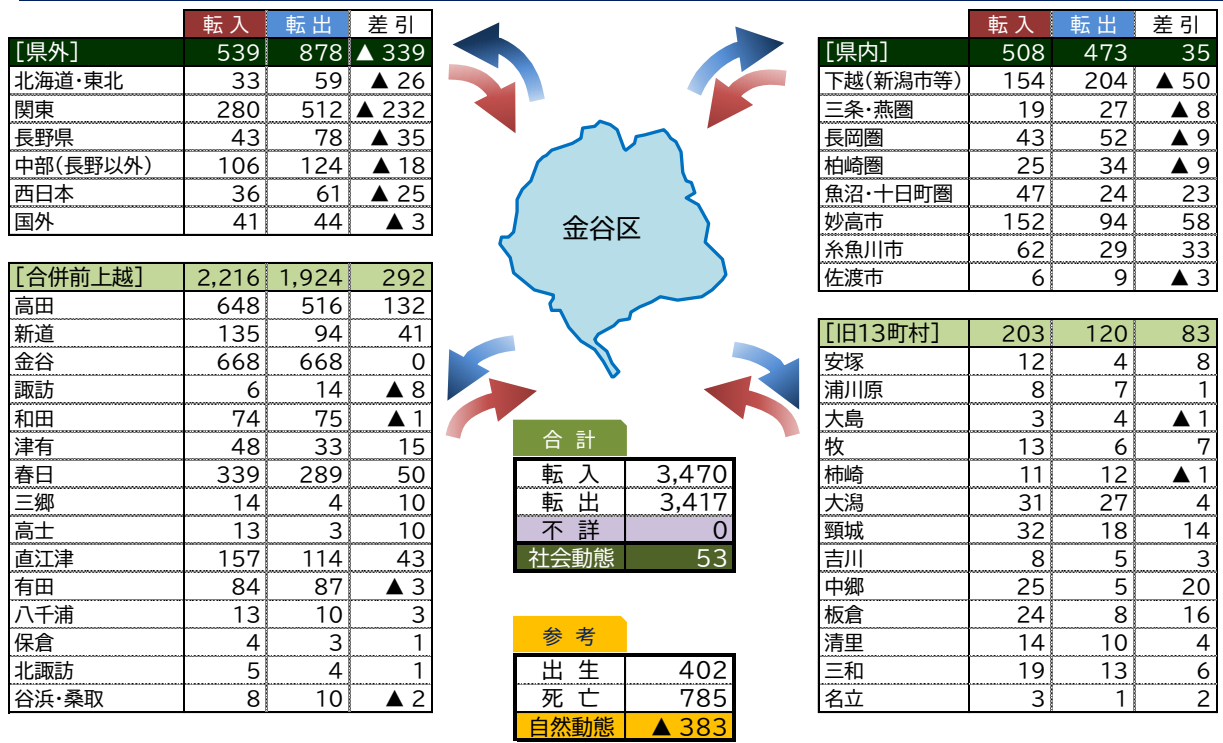 転入 転出 差引
[県外] 539 878 ▲ 339
北海道・東北 33 59 ▲ 26
関東 280 512 ▲ 232
長野県 43 78 ▲ 35
中部(長野以外) 106 124 ▲ 18
西日本 36 61 ▲ 25
国外 41 44 ▲ 3
[合併前上越] 2,216 1,924 292
高田 648 516 132
新道 135 94 41
金谷 668 668 0
諏訪 6 14 ▲ 8
和田 74 75 ▲ 1
津有 48 33 15
春日 339 289 50
三郷 14 4 10
高士 13 3 10
直江津 157 114 43
有田 84 87 ▲ 3
八千浦 13 10 3
保倉 4 3 1
北諏訪 5 4 1
谷浜・桑取 8 10 ▲ 2
金谷区
合計
転入 3,470
転出 3,417
不詳 0
社会動態 53
参考
出生 402
死亡 785
自然動態 ▲ 383
転入 転出 差引
[県内] 508 473 35
下越(新潟市等) 154 204 ▲ 50
三条・燕圏 19 27 ▲ 8
長岡圏 43 52 ▲ 9
柏崎圏 25 34 ▲ 9
魚沼・十日町圏 47 24 23
妙高市 152 94 58
糸魚川市 62 29 33
佐渡市 6 9 ▲ 3
[旧13町村] 203 120 83
安塚 12 4 8
浦川原 8 7 1
大島 3 4 ▲ 1
牧 13 6 7
柿崎 11 12 ▲ 1
大潟 31 27 4
頸城 32 18 14
吉川 8 5 3
中郷 25 5 20
板倉 24 8 16
清里 14 10 4
三和 19 13 6
名立 3 1 2